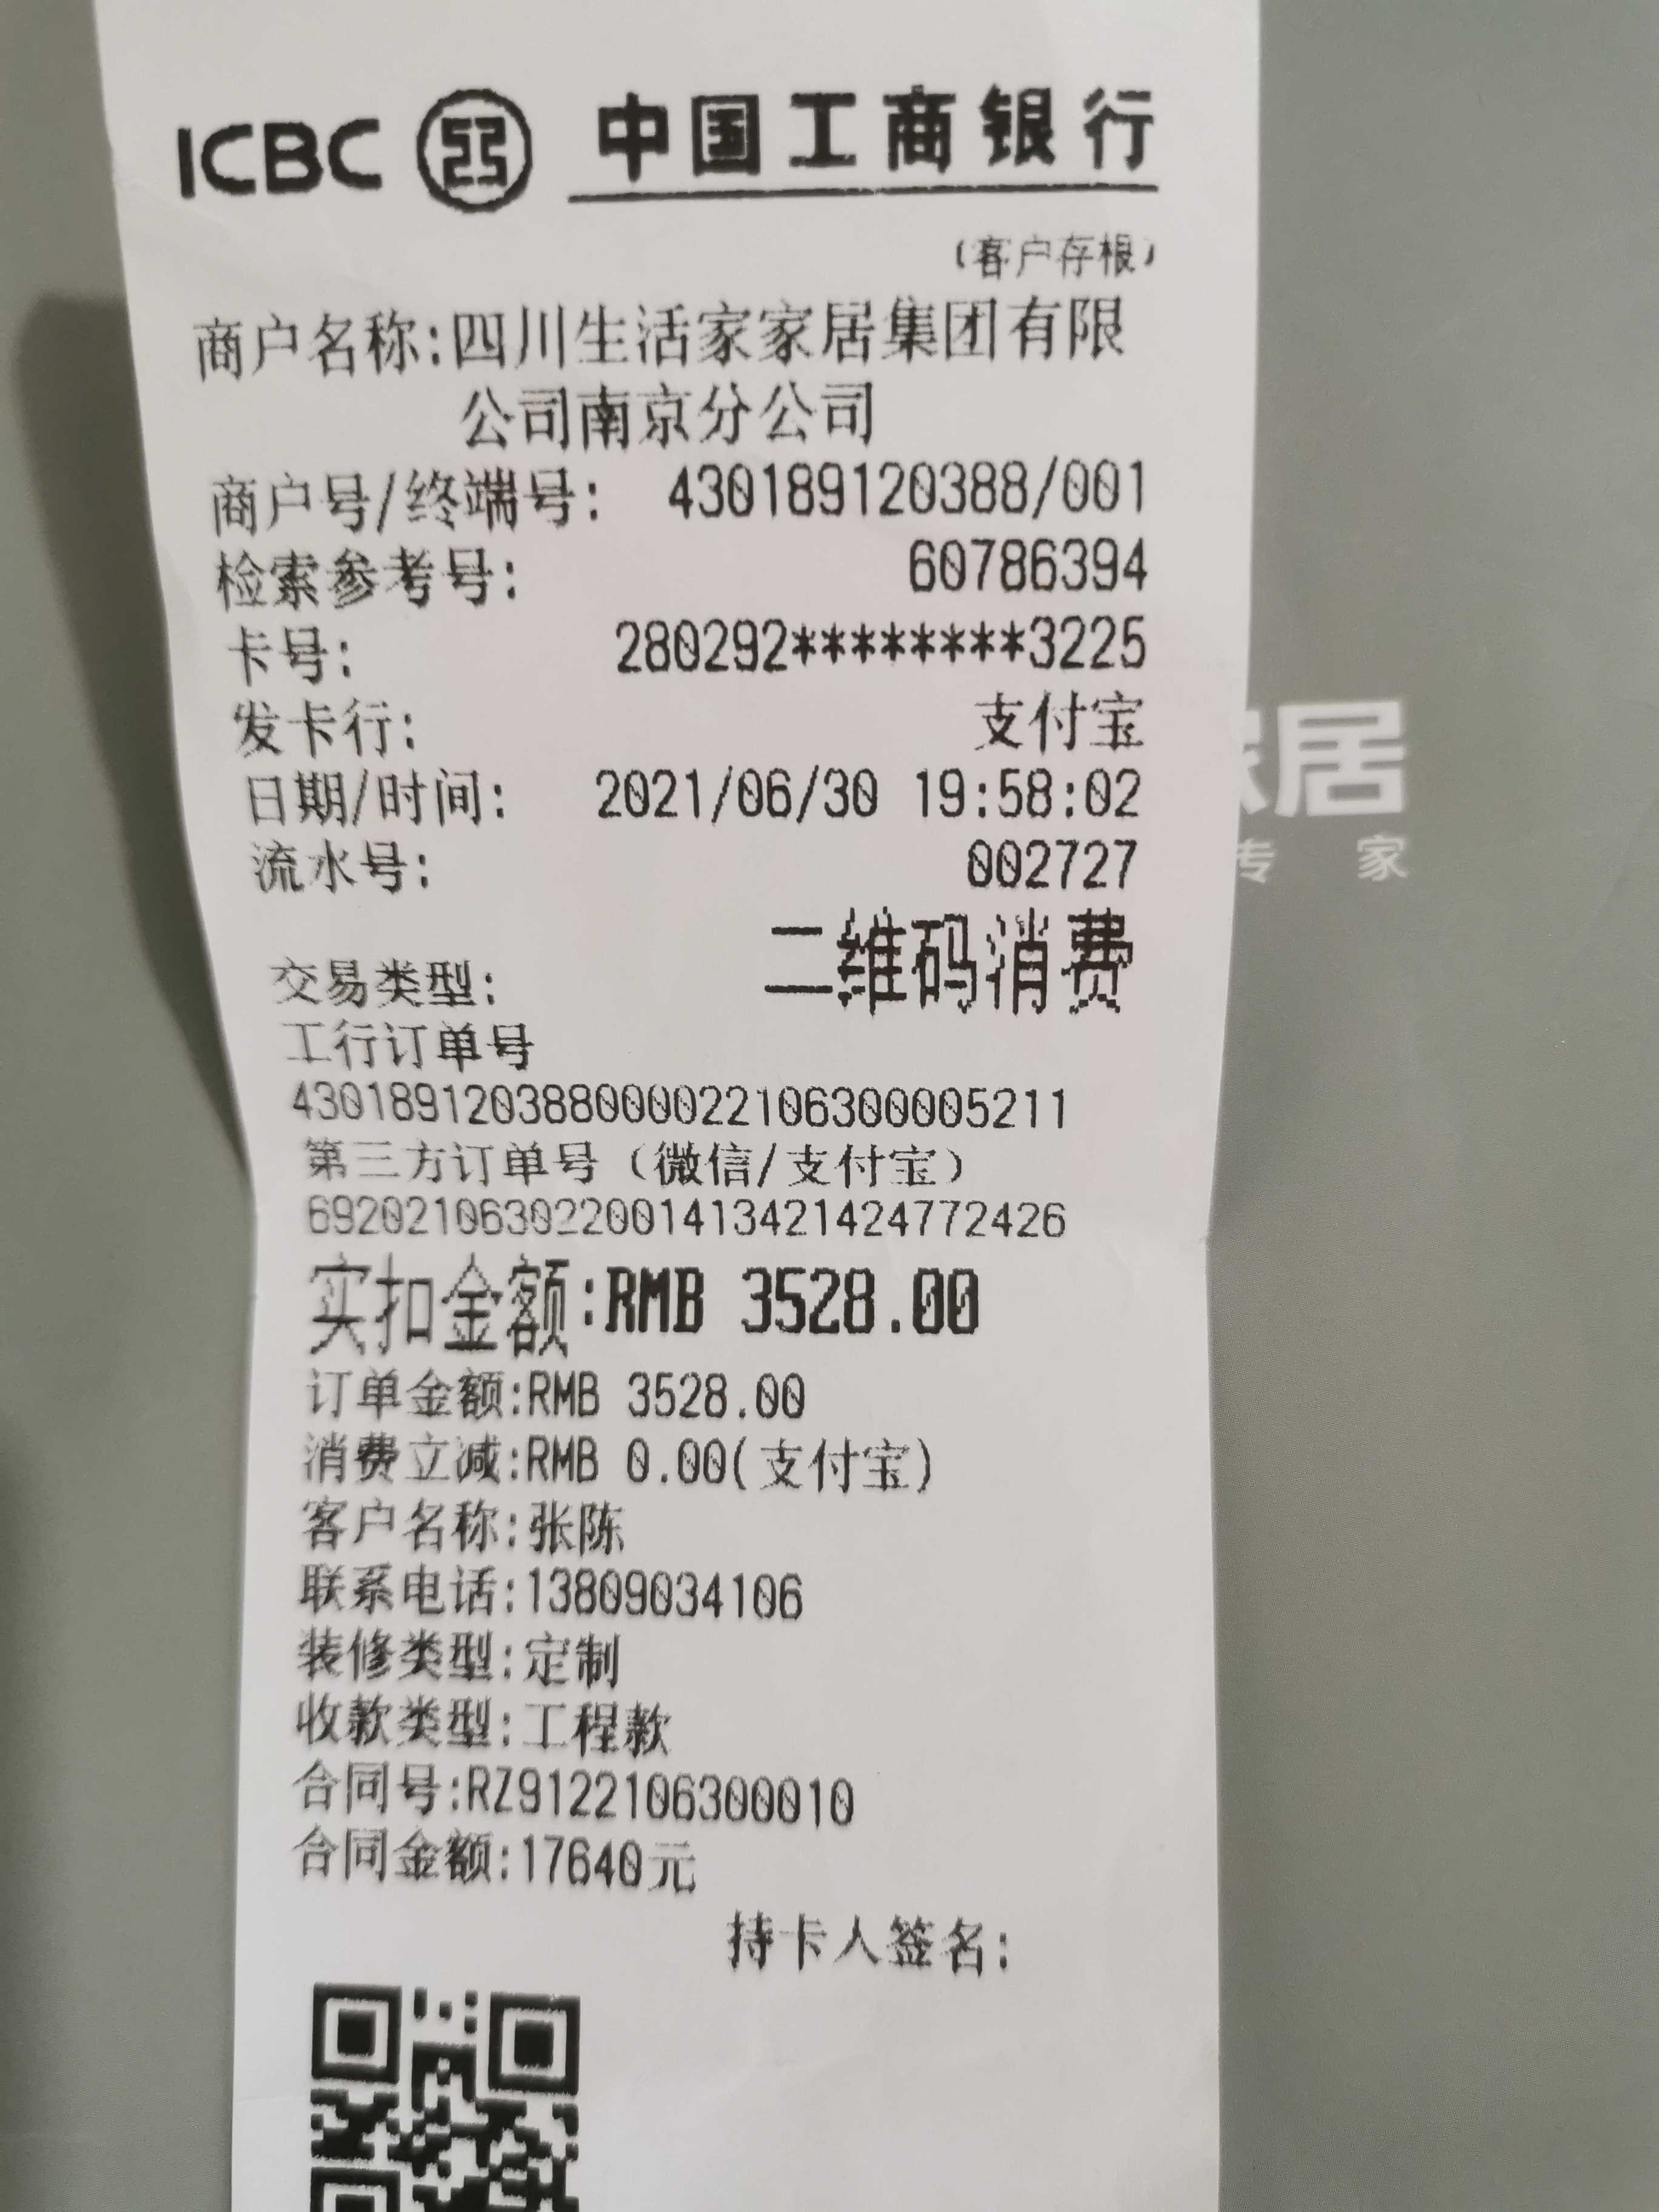 ICBC 中国工商银行
(客户存根)
商户名称:四川生活家家居集团有限
公司南京分公司
商户号/终端号: 430189120388/001
检索参考号: 60786394
卡号: 280292********3225
发卡行: 支付宝
日期/时间: 2021/06/30 19:58:02
流水号: 002727
交易类型: 二维码消费
工行订单号
430189120388000022106300005211
第三方订单号(微信/支付宝)
69202106302200141342142477​2426
实扣金额:RMB 3528.00
订单金额:RMB 3528.00
消费立减:RMB 0.00(支付宝)
客户名称:张陈
联系电话:13809034106
装修类型:定制
收款类型:工程款
合同号:RZ9122106300010
合同金额:17640元
持卡人签名:
居
专 家